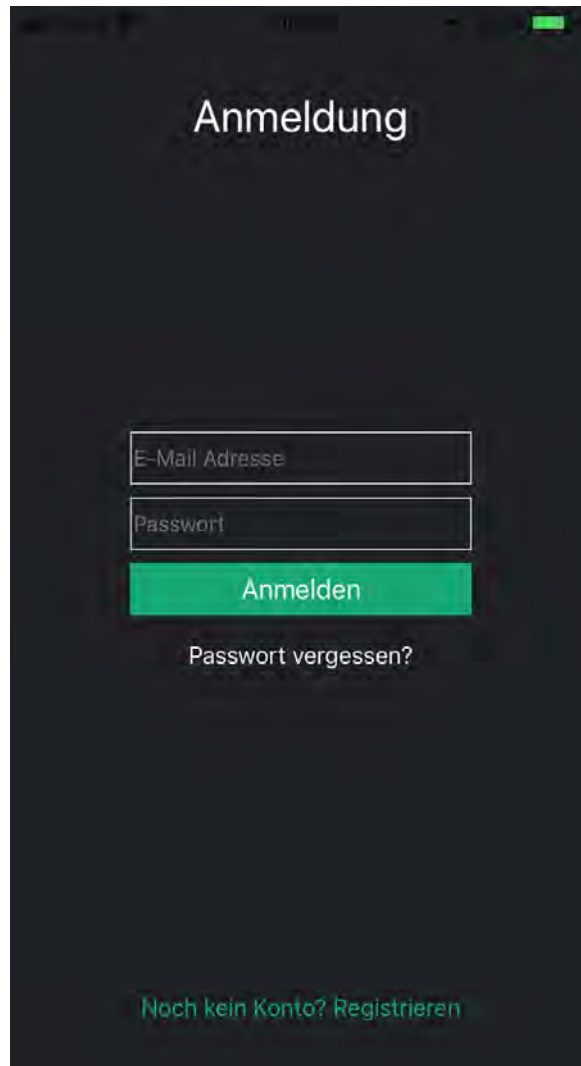 Anmeldung
E-Mail Adresse
Passwort
Anmelden
Passwort vergessen?
Noch kein Konto? Registrieren